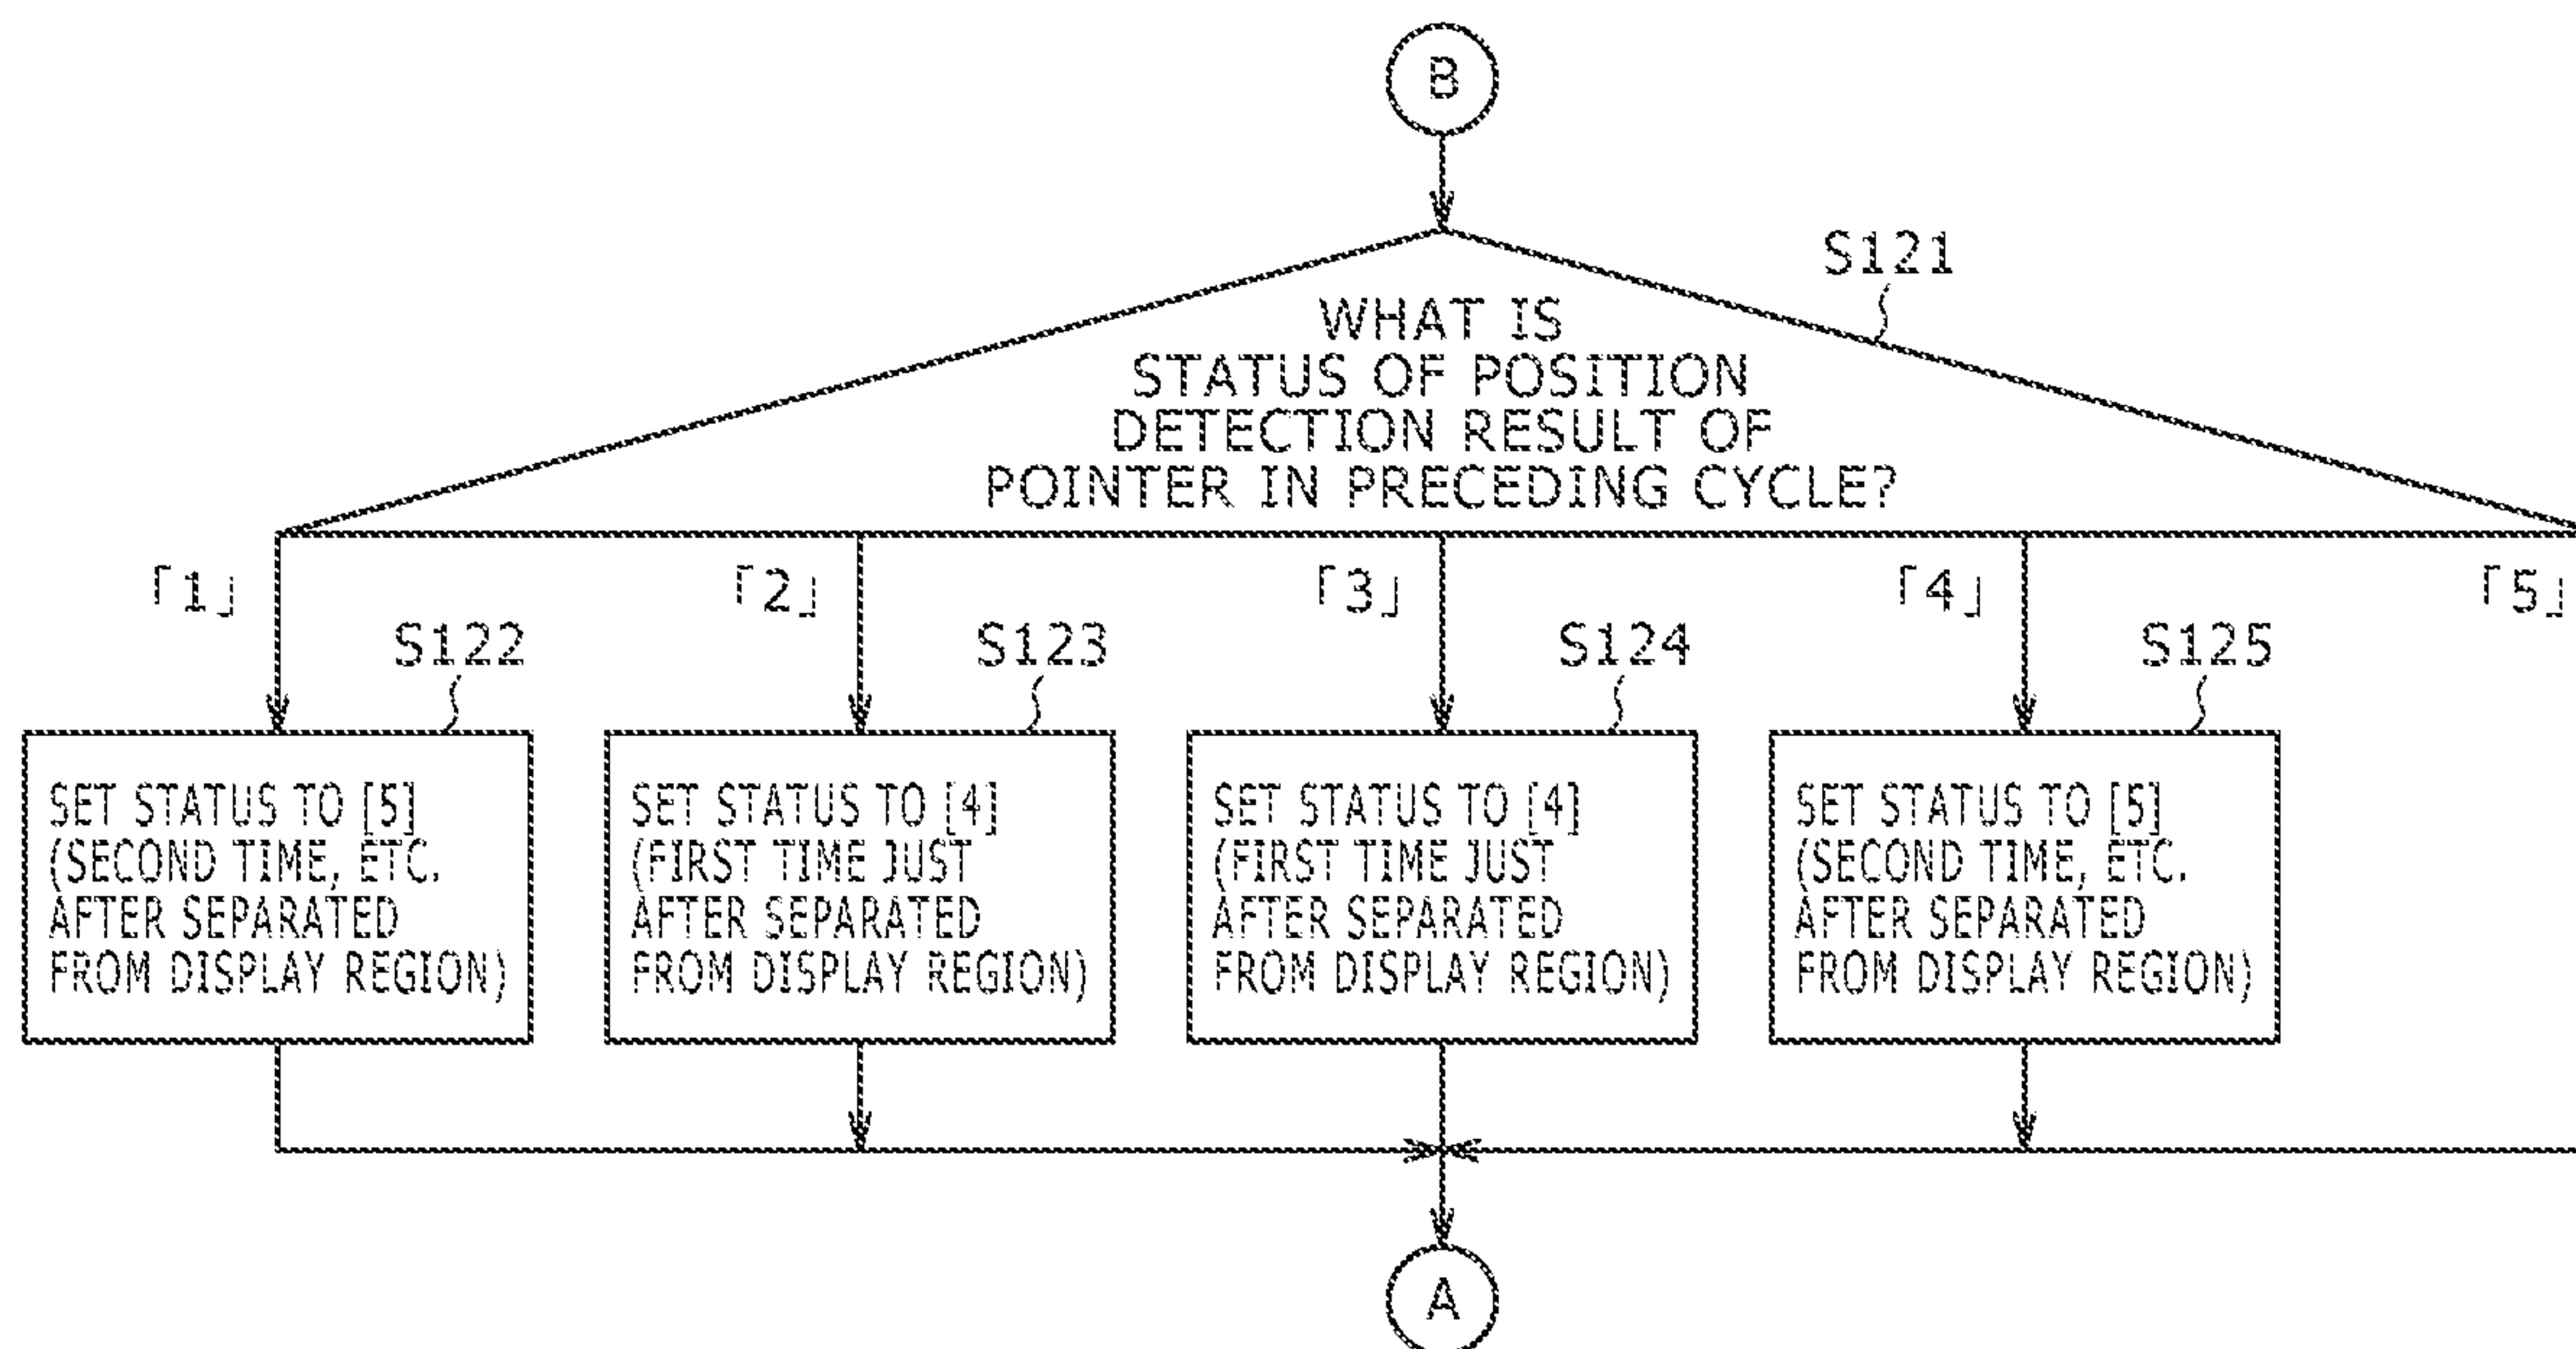 B
S121
WHAT IS
STATUS OF POSITION
DETECTION RESULT OF
POINTER IN PRECEDING CYCLE?
「1」
「2」
「3」
「4」
「5」
S122
S123
S124
S125
SET STATUS TO [5]
(SECOND TIME, ETC.
AFTER SEPARATED
FROM DISPLAY REGION)
SET STATUS TO [4]
(FIRST TIME JUST
AFTER SEPARATED
FROM DISPLAY REGION)
SET STATUS TO [4]
(FIRST TIME JUST
AFTER SEPARATED
FROM DISPLAY REGION)
SET STATUS TO [5]
(SECOND TIME, ETC.
AFTER SEPARATED
FROM DISPLAY REGION)
A